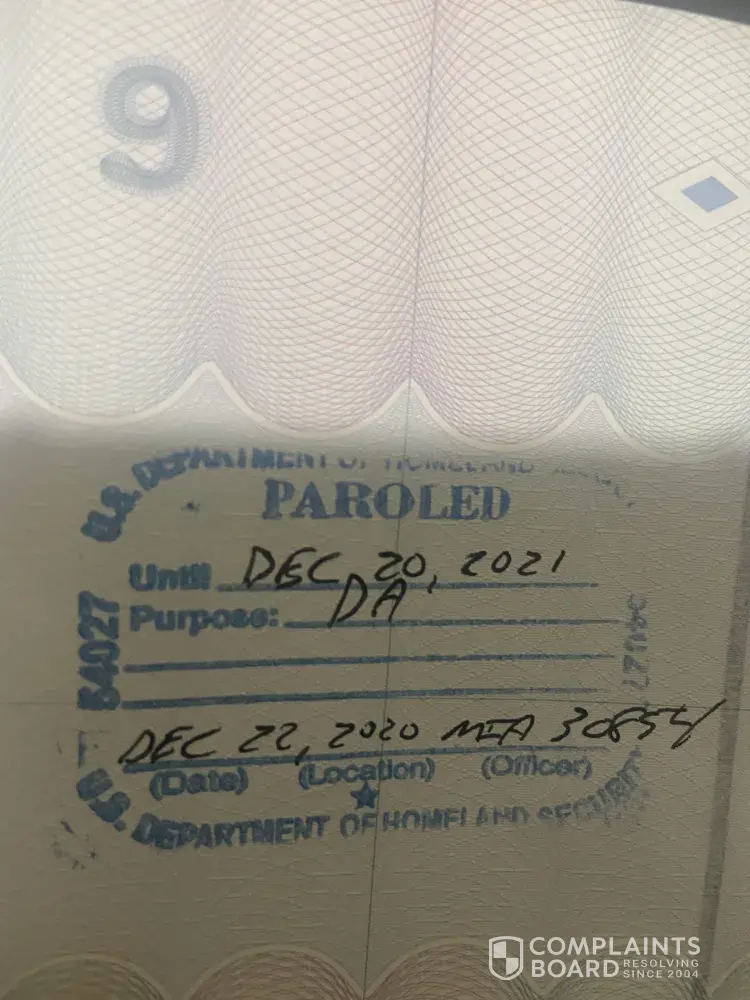 9
U.S. DEPARTMENT OF HOMELAND
PAROLED
Until DEC 20, 2021
Purpose: DA
54027
DEC 22, 2020 MIA
(Date) (Location) (Officer)
U.S. DEPARTMENT OF HOMELAND SECURITY
COMPLAINTS
BOARD RESOLVING
SINCE 2004